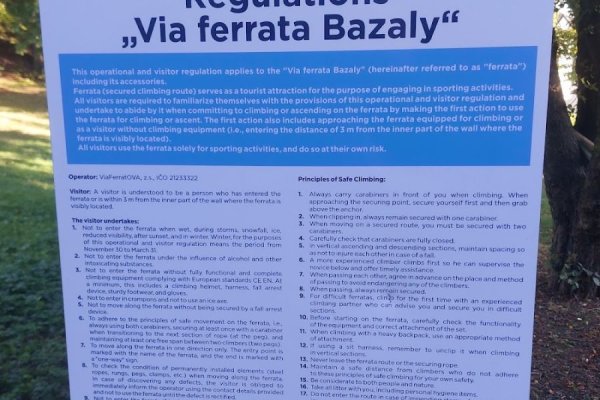 Regulations
„Via ferrata Bazaly“
This operational and visitor regulation applies to the "Via ferrata Bazaly" (hereinafter referred to as "ferrata")
including its accessories.
Ferrata (secured climbing route) serves as a tourist attraction for the purpose of engaging in sporting activities.
All visitors are required to familiarize themselves with the provisions of this operational and visitor regulation and
undertake to abide by it when committing to climbing or ascending on the ferrata by making the first action to use
the ferrata for climbing or ascent. The first action also includes approaching the ferrata equipped for climbing or
as a visitor without climbing equipment (i.e., entering the distance of 3 m from the inner part of the wall where the
ferrata is visibly located).
All visitors use the ferrata solely for sporting activities, and do so at their own risk.
Operator: ViaFerratOVA, z.s., IČO 21233322
Visitor: A visitor is understood to be a person who has entered the
ferrata or is within 3 m from the inner part of the wall where the ferrata is
visibly located.
The visitor undertakes:
1. Not to enter the ferrata when wet, during storms, snowfall, ice,
reduced visibility, after sunset, and in winter. Winter, for the purposes
of this operational and visitor regulation means the period from
November 30 to March 31.
2. Not to enter the ferrata under the influence of alcohol and other
intoxicating substances.
3. Not to enter the ferrata without fully functional and complete
climbing equipment compliant with European standards CE EN. At
a minimum, this includes a climbing helmet, harness, fall arrest
device, sturdy footwear, and gloves.
4. Not to enter in crampons and not to use an ice axe.
5. Not to move along the ferrata without being secured by a fall arrest
device.
6. To adhere to the principles of safe movement on the ferrata, i.e.,
always using both carabiners, securing at least once with a carabiner
when transitioning to the next section of rope (at the peg), and
maintaining at least one free span between two climbers (two pegs).
7. To move along the ferrata in one direction only. The entry point is
marked with the name of the ferrata, and the end is marked with
a "one-way" sign.
8. To check the condition of permanently installed elements (steel
ropes, rungs, pegs, clamps, etc.) when moving along the ferrata.
In case of discovering any defects, the visitor is obliged to
immediately inform the operator using the contact details provided
and not to use the ferrata until the defect is rectified.
9. Not to enter the ferrata
Principles of Safe Climbing:
1. Always carry carabiners in front of you when climbing. When
approaching the securing point, secure yourself first and then grab
above the anchor.
2. When clipping in, always remain secured with one carabiner.
3. When moving on a secured route, you must be secured with two
carabiners.
4. Carefully check that carabiners are fully closed.
5. In vertical ascending and descending sections, maintain spacing so
as not to injure each other in case of a fall.
6. A more experienced climber climbs first so he can supervise the
novice below and offer timely assistance.
7. When passing each other, agree in advance on the place and method
of passing to avoid endangering any of the climbers.
8. When passing, always remain secured.
9. For difficult ferratas, climb for the first time with an experienced
climbing partner who can advise you and secure you in difficult
sections.
10. Before starting on the ferrata, carefully check the functionality
of the equipment and correct attachment of the set.
11. When climbing with a heavy backpack, use an appropriate method
of attachment.
12. If using a sit harness, remember to unclip it when climbing
in vertical sections.
13. Never leave the ferrata route or the securing rope.
14. Maintain a safe distance from climbers who do not adhere
to these principles of safe climbing for your own safety.
15. Be considerate to both people and nature.
16. Take all litter with you, including personal hygiene items.
17. Do not enter the route in case of